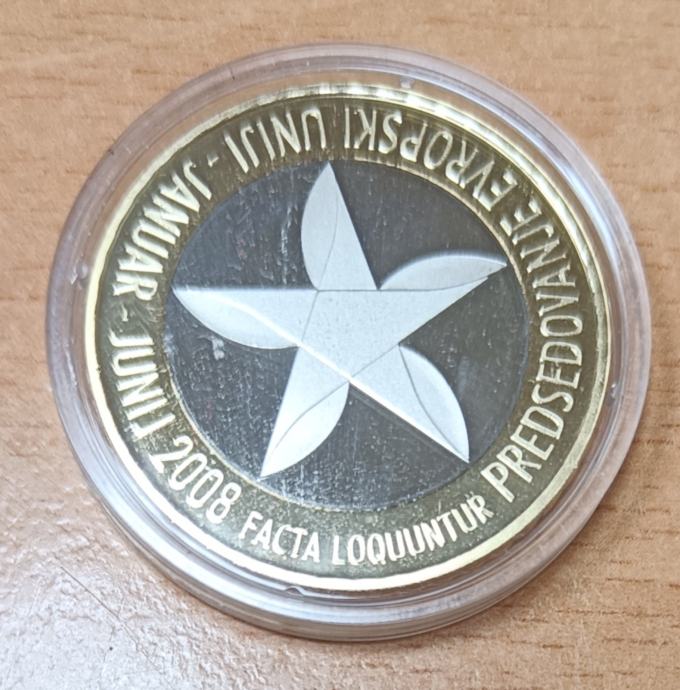 PREDSEDOVANJE EVROPSKI UNIJI - JANUAR - JUNIJ 2008
FACTA LOQUUNTUR